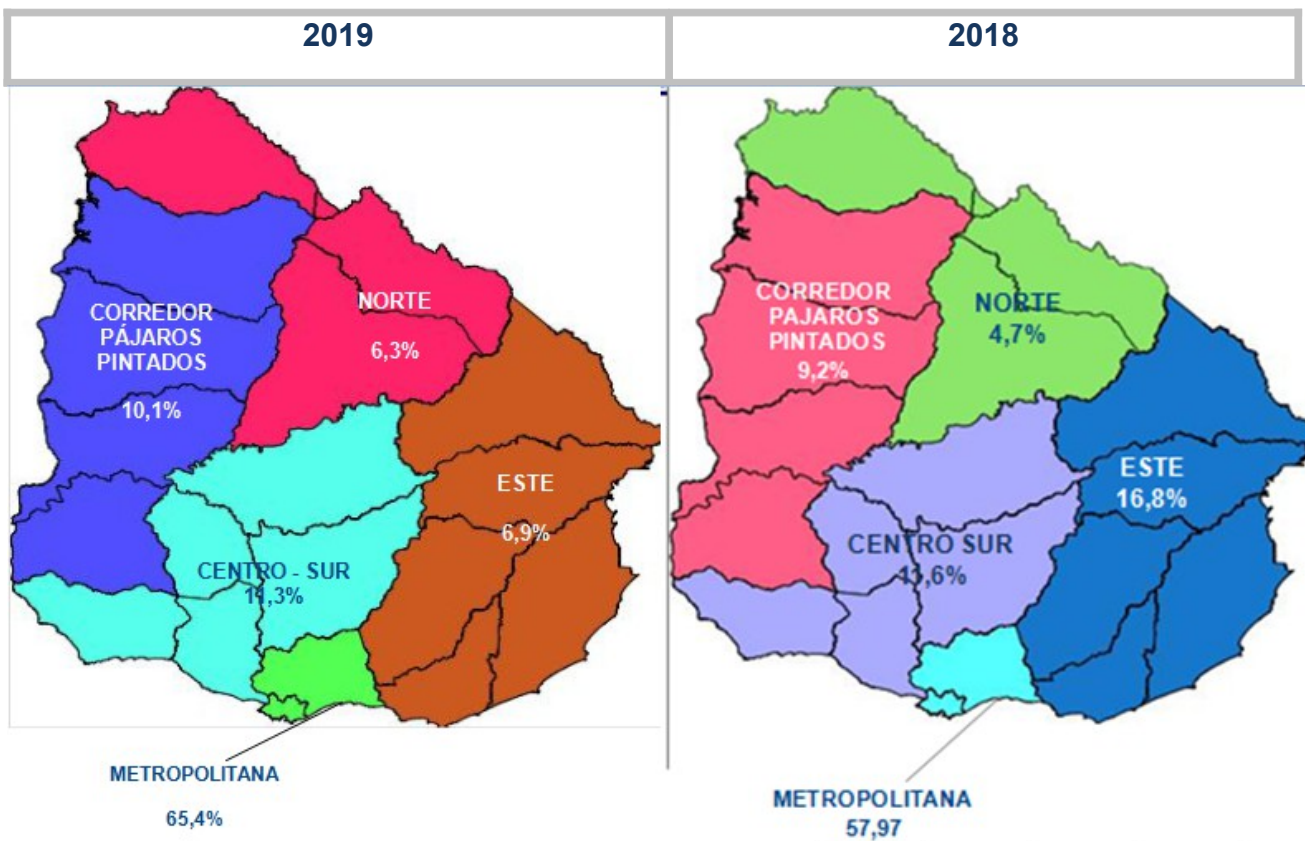 2019
2018
CORREDOR
PÁJAROS
PINTADOS
10,1%
NORTE
6,3%
ESTE
6,9%
CENTRO - SUR
11,3%
METROPOLITANA
65,4%
CORREDOR
PAJAROS
PINTADOS
9,2%
NORTE
4,7%
ESTE
16,8%
CENTRO SUR
11,6%
METROPOLITANA
57,97